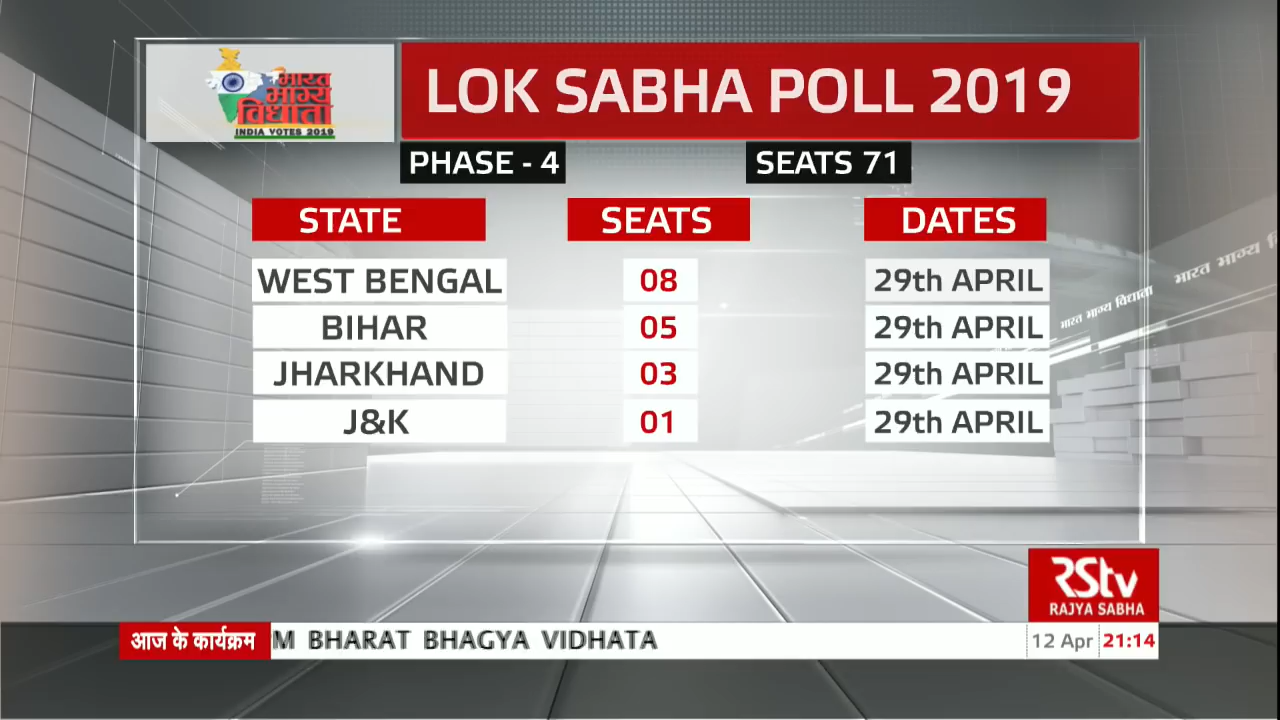 भारत
भाग्य
विधाता
INDIA VOTES 2019
LOK SABHA POLL 2019
PHASE - 4
SEATS 71
STATE SEATS DATES
WEST BENGAL 08 29th APRIL
BIHAR 05 29th APRIL
JHARKHAND 03 29th APRIL
J&K 01 29th APRIL
भारत भाग्य विधाता
भारत भाग्य
RSTV
RAJYA SABHA
आज के कार्यक्रम M BHARAT BHAGYA VIDHATA 12 Apr 21:14